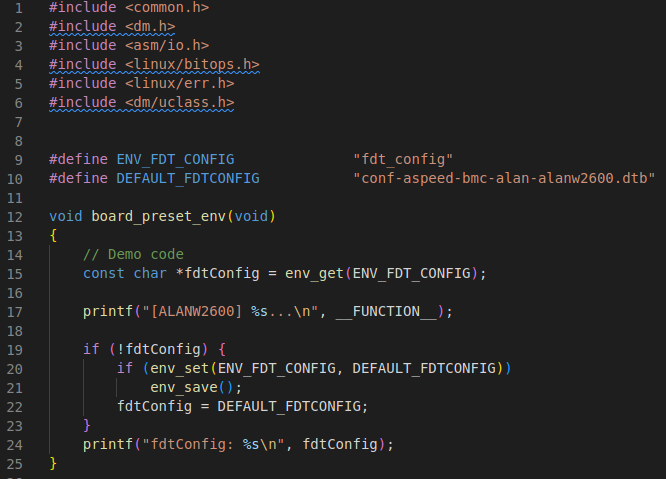 1 #include <common.h>
2 #include <dm.h>
3 #include <asm/io.h>
4 #include <linux/bitops.h>
5 #include <linux/err.h>
6 #include <dm/uclass.h>
7
8
9 #define ENV_FDT_CONFIG              "fdt_config"
10 #define DEFAULT_FDTCONFIG           "conf-aspeed-bmc-alan-alanw2600.dtb"
11
12 void board_preset_env(void)
13 {
14     // Demo code
15     const char *fdtConfig = env_get(ENV_FDT_CONFIG);
16
17     printf("[ALANW2600] %s...\n", __FUNCTION__);
18
19     if (!fdtConfig) {
20         if (env_set(ENV_FDT_CONFIG, DEFAULT_FDTCONFIG))
21             env_save();
22         fdtConfig = DEFAULT_FDTCONFIG;
23     }
24     printf("fdtConfig: %s\n", fdtConfig);
25 }